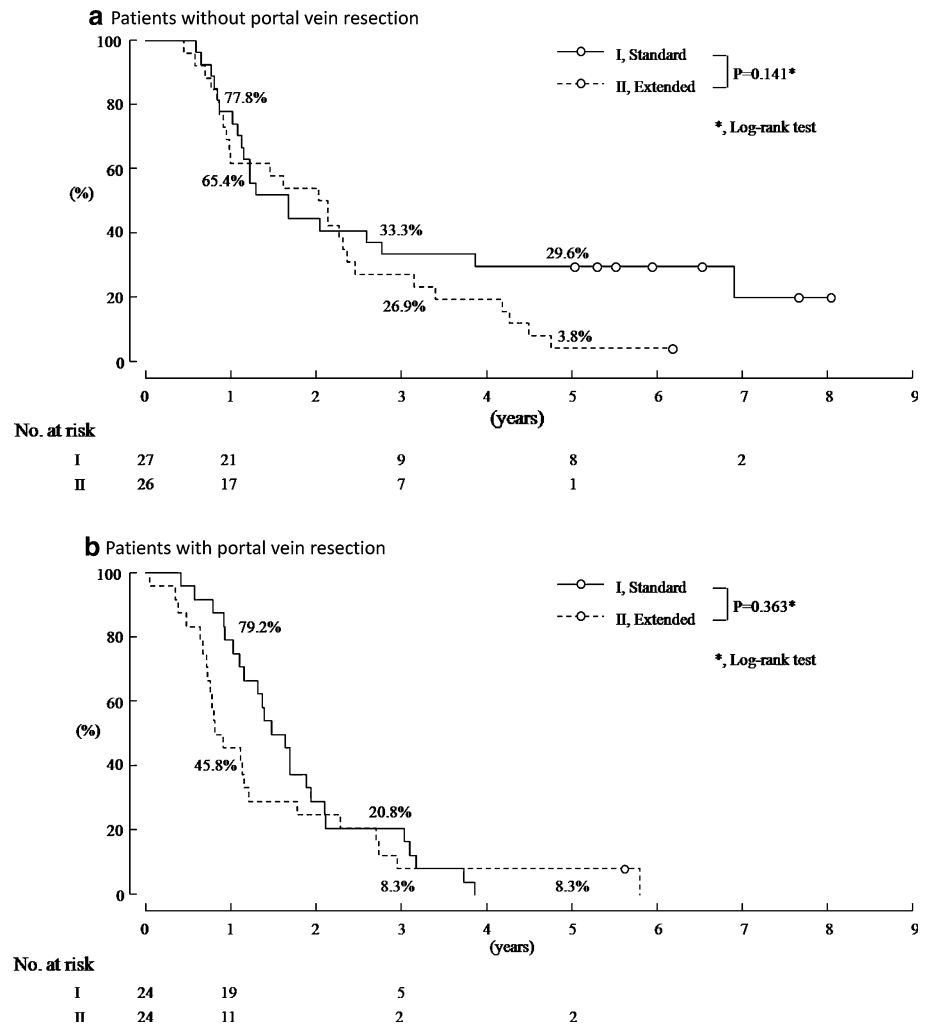 a Patients without portal vein resection
100
80
60
40
20
0
(%)
I, Standard
II, Extended
P=0.141*
*, Log-rank test
77.8%
65.4%
33.3%
26.9%
29.6%
3.8%
0 1 2 3 4 5 6 7 8 9
(years)
No. at risk
I 27 21 9 8 2
II 26 17 7 1
b Patients with portal vein resection
100
80
60
40
20
0
(%)
I, Standard
II, Extended
P=0.363*
*, Log-rank test
79.2%
45.8%
20.8%
8.3%
8.3%
0 1 2 3 4 5 6 7 8 9
(years)
No. at risk
I 24 19 5
II 24 11 2 2